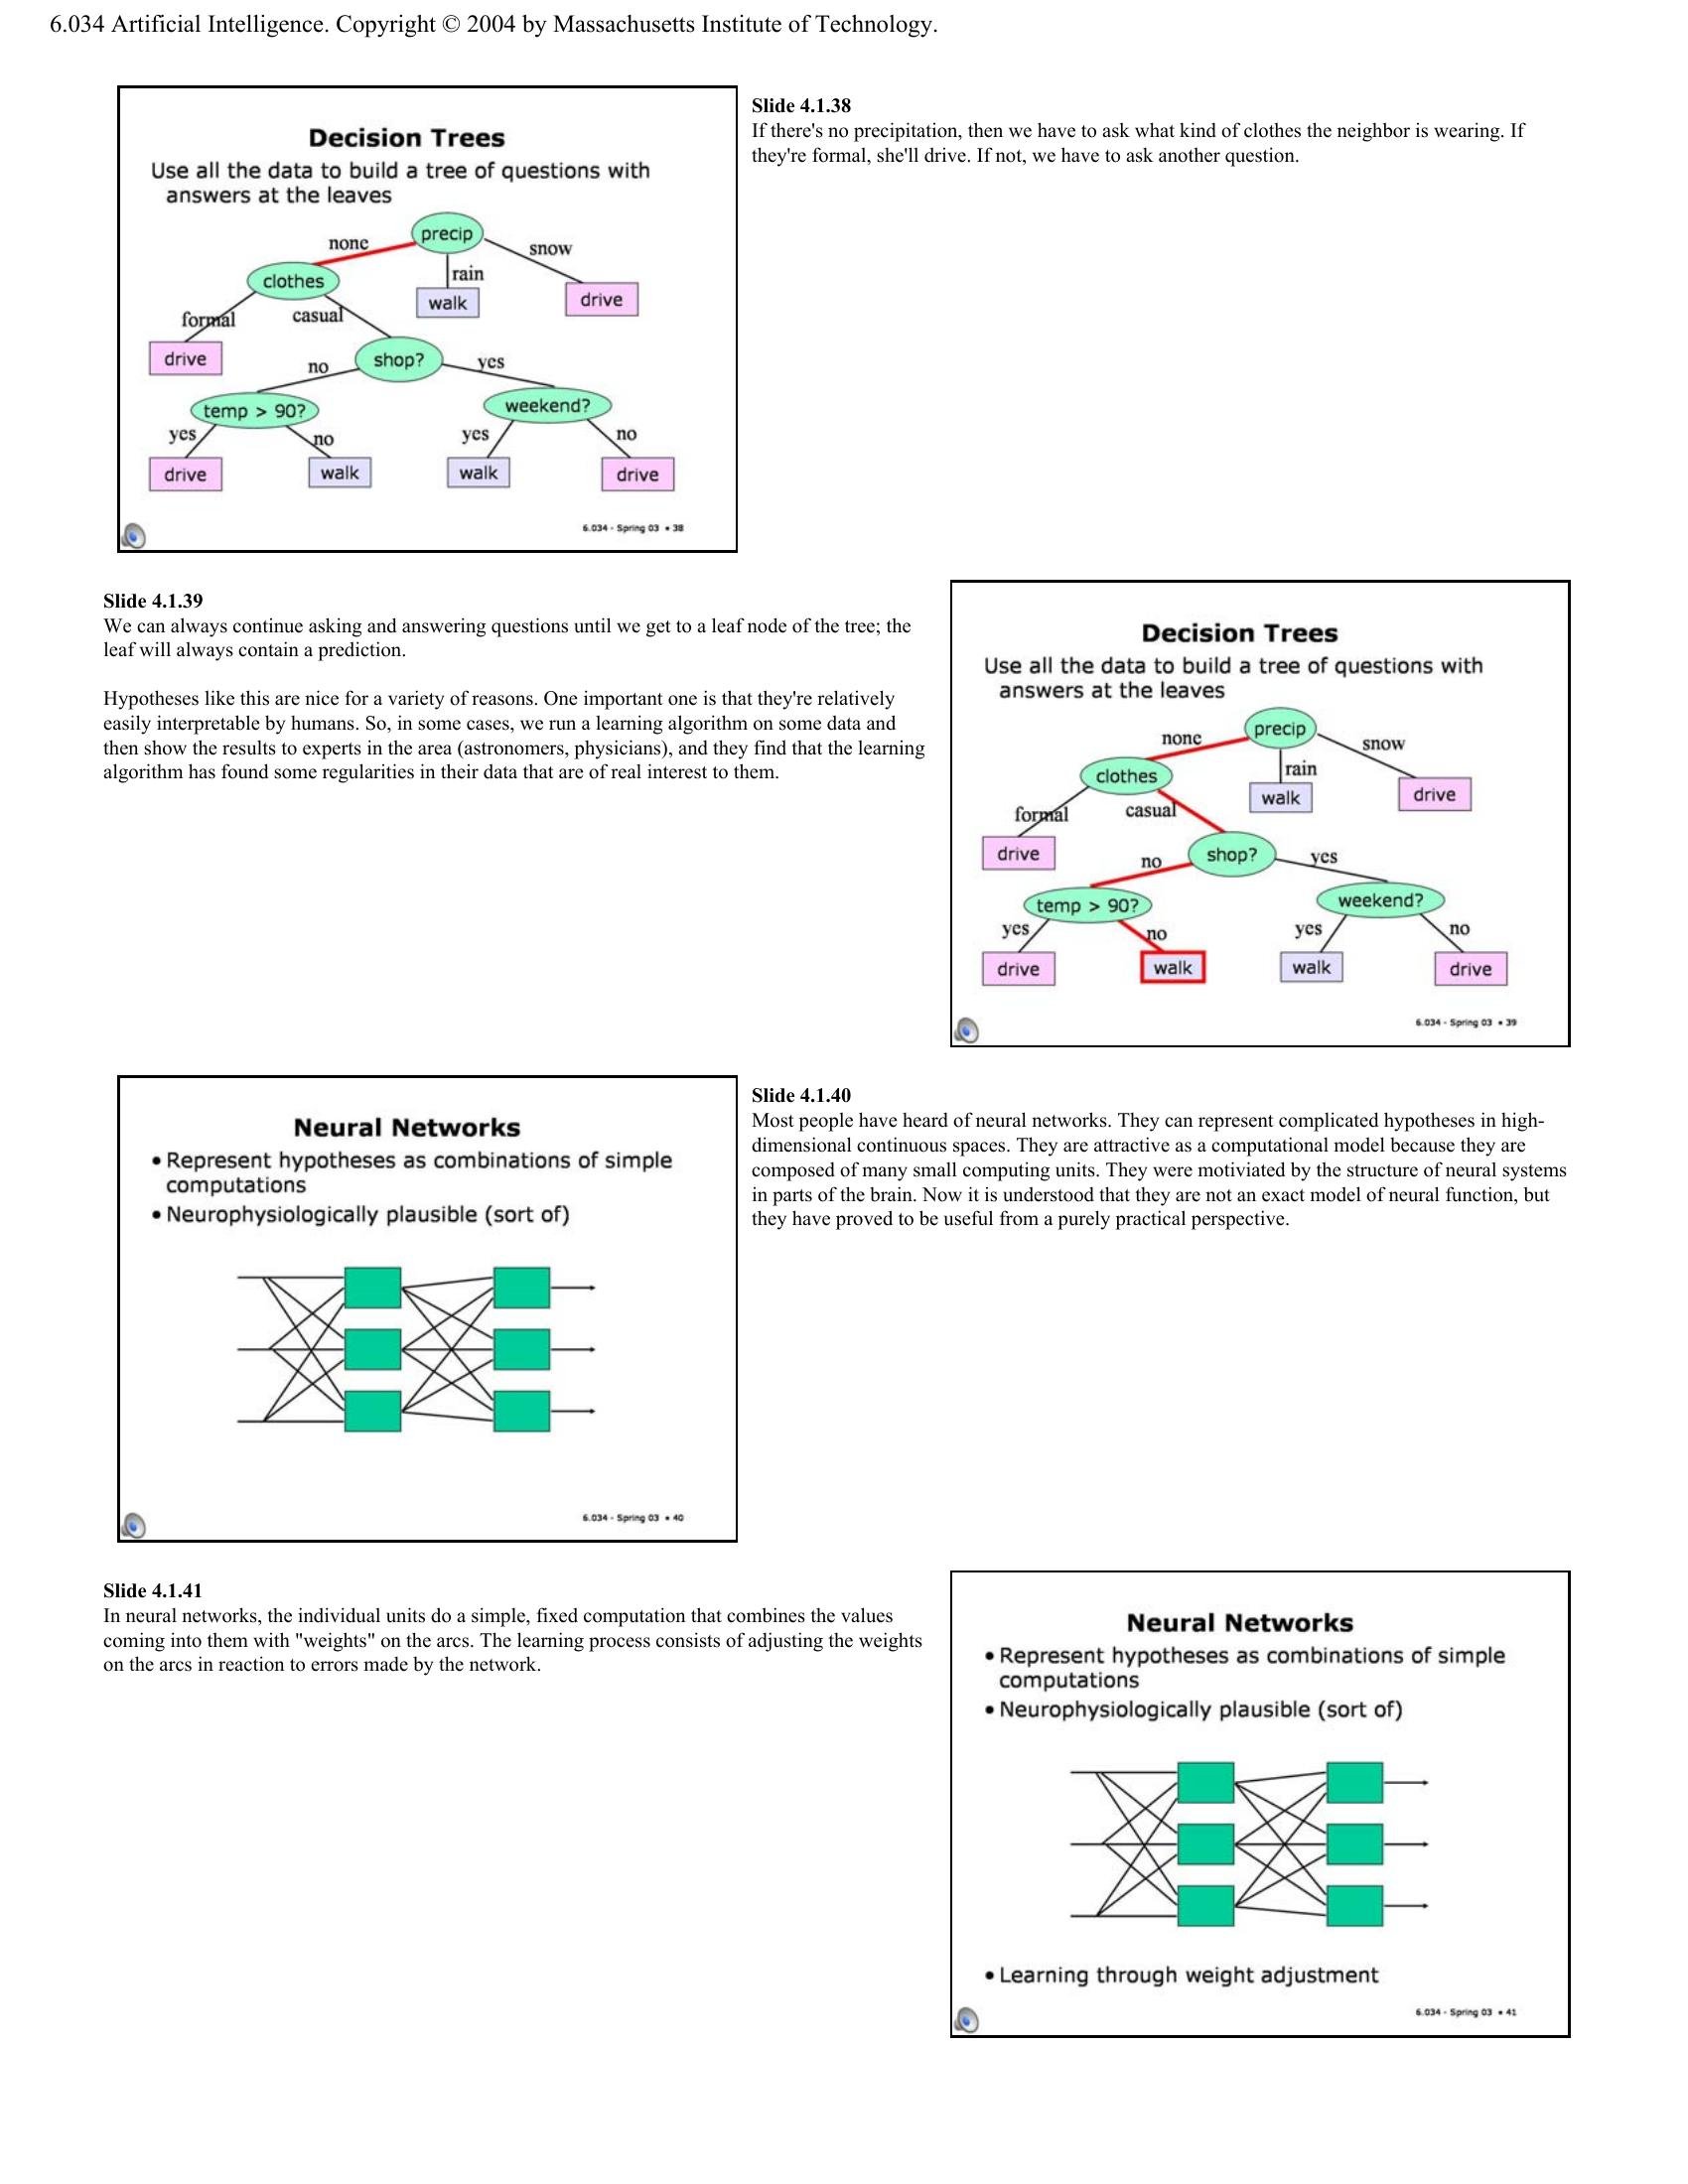 6.034 Artificial Intelligence. Copyright © 2004 by Massachusetts Institute of Technology.
Decision Trees
Use all the data to build a tree of questions with
answers at the leaves
precip
none
snow
rain
clothes
walk
drive
formal
casual
drive
shop?
no
yes
temp > 90?
weekend?
yes
no
yes
no
drive
walk
walk
drive
6.034 - Spring 03 • 38
Slide 4.1.38
If there's no precipitation, then we have to ask what kind of clothes the neighbor is wearing. If
they're formal, she'll drive. If not, we have to ask another question.
Slide 4.1.39
We can always continue asking and answering questions until we get to a leaf node of the tree; the
leaf will always contain a prediction.
Hypotheses like this are nice for a variety of reasons. One important one is that they're relatively
easily interpretable by humans. So, in some cases, we run a learning algorithm on some data and
then show the results to experts in the area (astronomers, physicians), and they find that the learning
algorithm has found some regularities in their data that are of real interest to them.
Decision Trees
Use all the data to build a tree of questions with
answers at the leaves
precip
none
snow
rain
clothes
walk
drive
formal
casual
drive
shop?
no
yes
temp > 90?
weekend?
yes
no
yes
no
drive
walk
walk
drive
6.034 - Spring 03 • 39
Neural Networks
• Represent hypotheses as combinations of simple
computations
• Neurophysiologically plausible (sort of)
6.034 - Spring 03 • 40
Slide 4.1.40
Most people have heard of neural networks. They can represent complicated hypotheses in high-
dimensional continuous spaces. They are attractive as a computational model because they are
composed of many small computing units. They were motiviated by the structure of neural systems
in parts of the brain. Now it is understood that they are not an exact model of neural function, but
they have proved to be useful from a purely practical perspective.
Slide 4.1.41
In neural networks, the individual units do a simple, fixed computation that combines the values
coming into them with "weights" on the arcs. The learning process consists of adjusting the weights
on the arcs in reaction to errors made by the network.
Neural Networks
• Represent hypotheses as combinations of simple
computations
• Neurophysiologically plausible (sort of)
• Learning through weight adjustment
6.034 - Spring 03 • 41